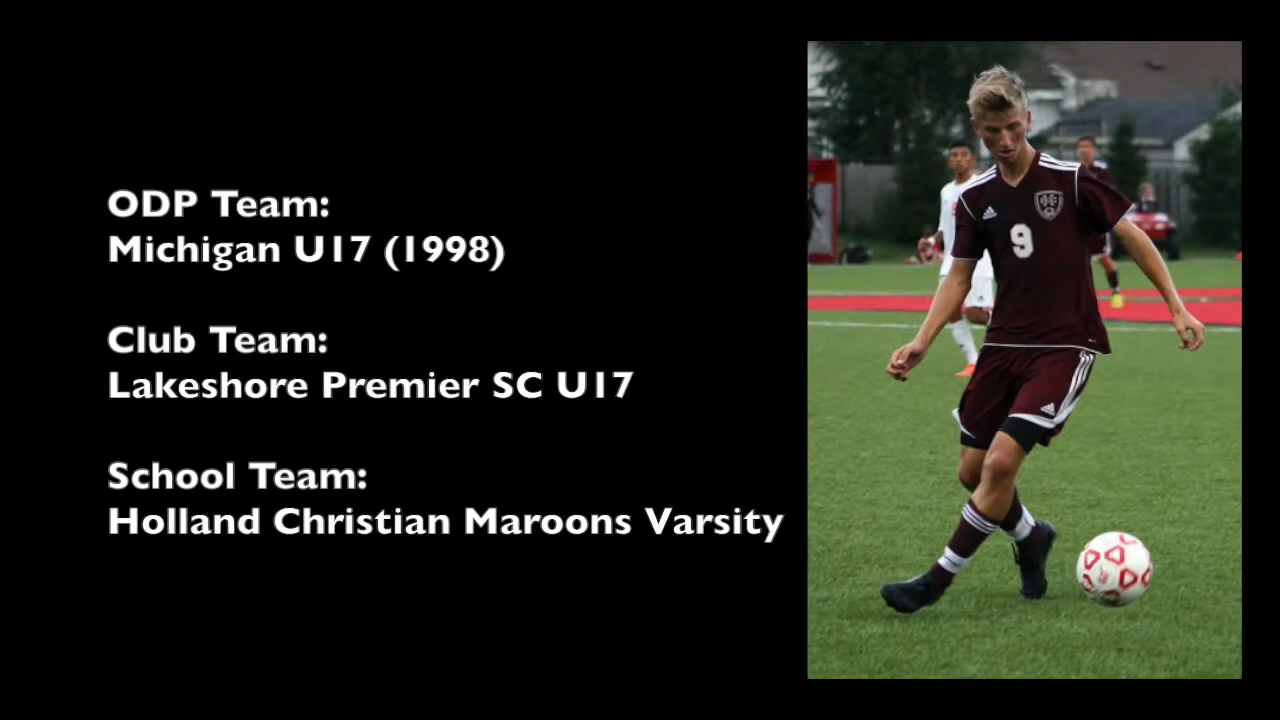 ODP Team:
Michigan U17 (1998)
Club Team:
Lakeshore Premier SC U17
School Team:
Holland Christian Maroons Varsity
9